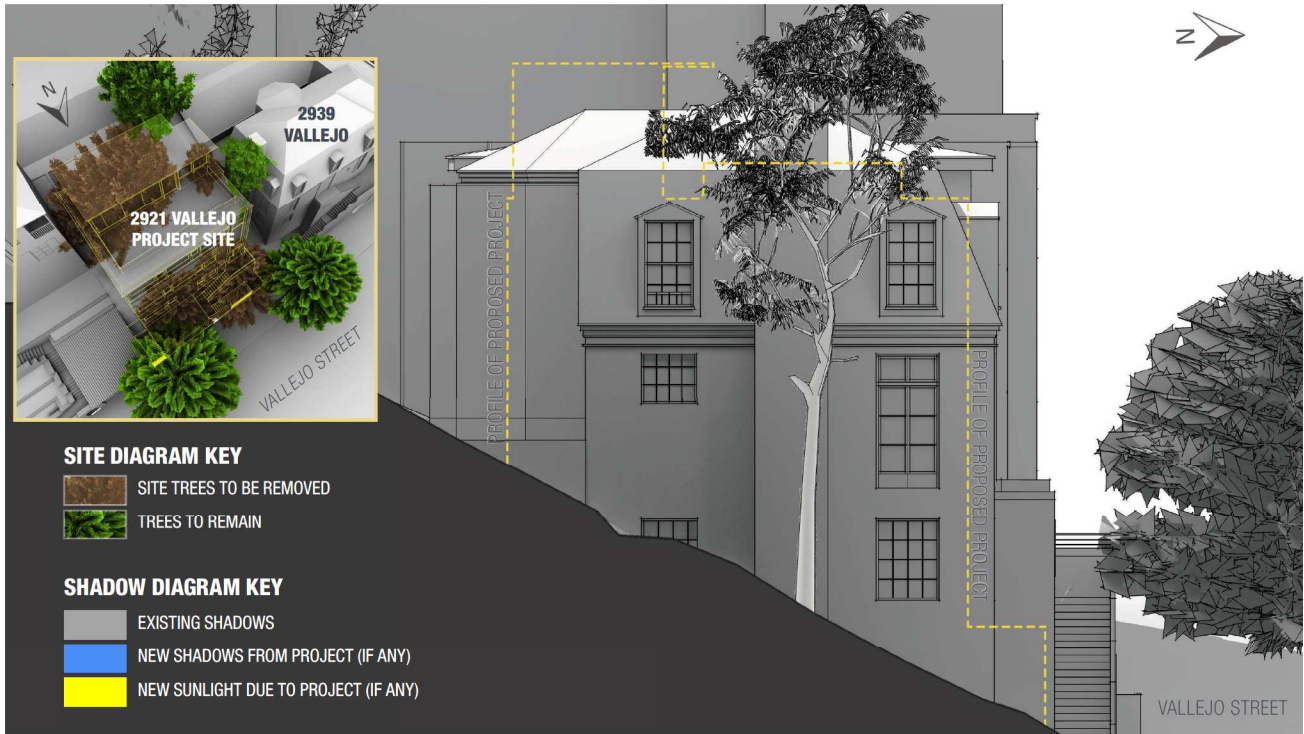 N
N
2939
VALLEJO
2921 VALLEJO
PROJECT SITE
VALLEJO STREET
SITE DIAGRAM KEY
SITE TREES TO BE REMOVED
TREES TO REMAIN
SHADOW DIAGRAM KEY
EXISTING SHADOWS
NEW SHADOWS FROM PROJECT (IF ANY)
NEW SUNLIGHT DUE TO PROJECT (IF ANY)
PROFILE OF PROPOSED PROJECT
PROFILE OF PROPOSED PROJECT
VALLEJO STREET